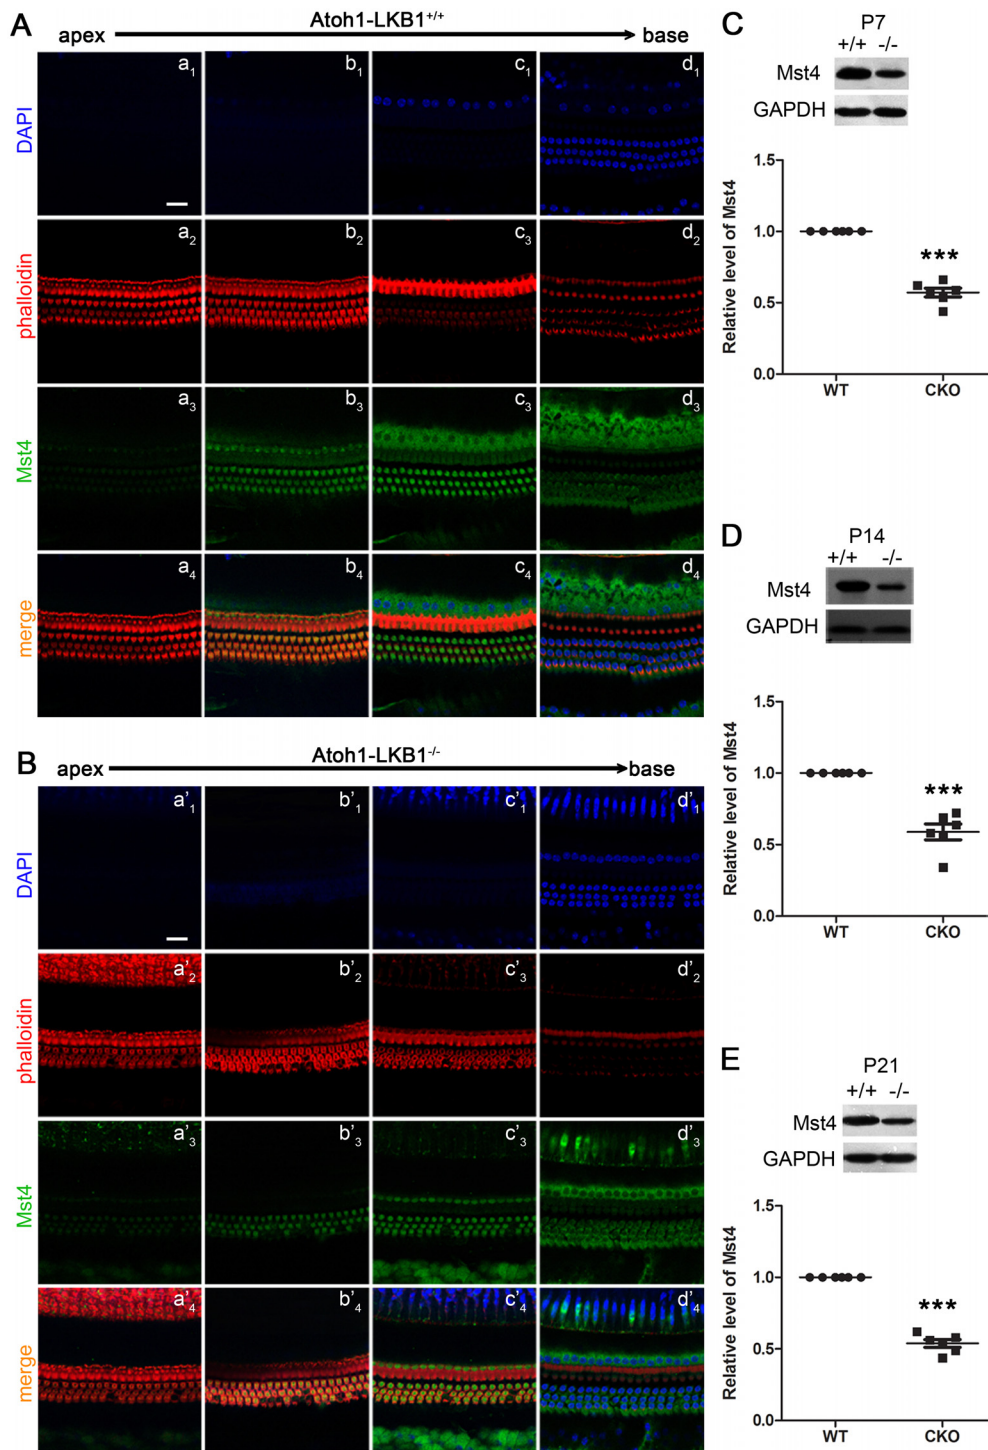 A
Atoh1-LKB1+/+
apex
base
DAPI
a1
b1
c1
d1
phalloidin
a2
b2
c3
d2
Mst4
a3
b3
c3
d3
merge
a4
b4
c4
d4
B
Atoh1-LKB1-/-
apex
base
DAPI
a'1
b'1
c'1
d'1
phalloidin
a'2
b'2
c'3
d'2
Mst4
a'3
b'3
c'3
d'3
merge
a'4
b'4
c'4
d'4
C
P7
+/+ -/-
Mst4
GAPDH
Relative level of Mst4
1.5
1.0
0.5
0.0
***
WT
CKO
D
P14
+/+ -/-
Mst4
GAPDH
Relative level of Mst4
1.5
1.0
0.5
0.0
***
WT
CKO
E
P21
+/+ -/-
Mst4
GAPDH
Relative level of Mst4
1.5
1.0
0.5
0.0
***
WT
CKO